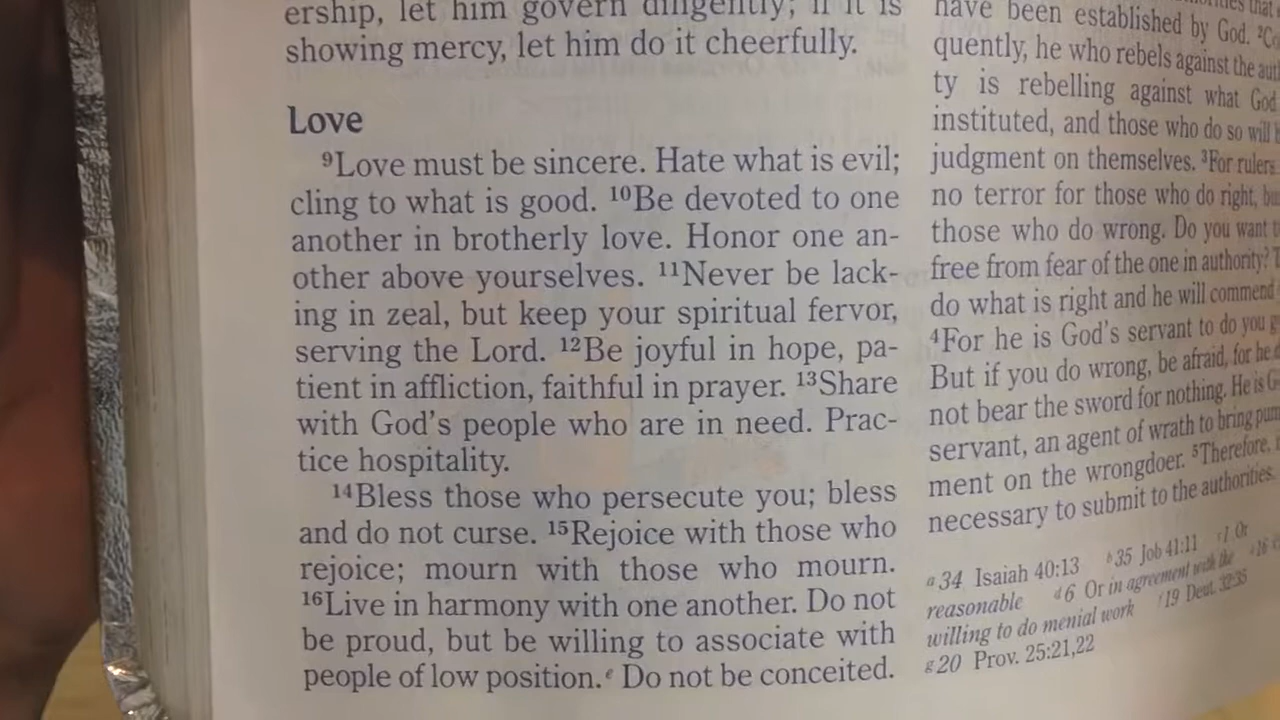 ership, let him govern diligently; if it is
showing mercy, let him do it cheerfully.
Love
⁹Love must be sincere. Hate what is evil;
cling to what is good. ¹⁰Be devoted to one
another in brotherly love. Honor one an-
other above yourselves. ¹¹Never be lack-
ing in zeal, but keep your spiritual fervor,
serving the Lord. ¹²Be joyful in hope, pa-
tient in affliction, faithful in prayer. ¹³Share
with God's people who are in need. Prac-
tice hospitality.
¹⁴Bless those who persecute you; bless
and do not curse. ¹⁵Rejoice with those who
rejoice; mourn with those who mourn.
¹⁶Live in harmony with one another. Do not
be proud, but be willing to associate with
people of low position.ᵉ Do not be conceited.
have been established by God.
quently, he who rebels against the
ty is rebelling against what God
instituted, and those who do so will
judgment on themselves. ³For rulers
no terror for those who do right,
those who do wrong. Do you want
free from fear of the one in authority?
do what is right and he will commend
⁴For he is God's servant to do you
But if you do wrong, be afraid, for he
not bear the sword for nothing. He is
servant, an agent of wrath to bring
ment on the wrongdoer. ⁵Therefore,
necessary to submit to the authorities.
ᵃ34 Isaiah 40:13 ᵇ35 Job 41:11 ᶜ1 Or
reasonable ᵈ6 Or in agreement with the ᵉ16
willing to do menial work ᶠ19 Deut. 32:35
ᵍ20 Prov. 25:21,22